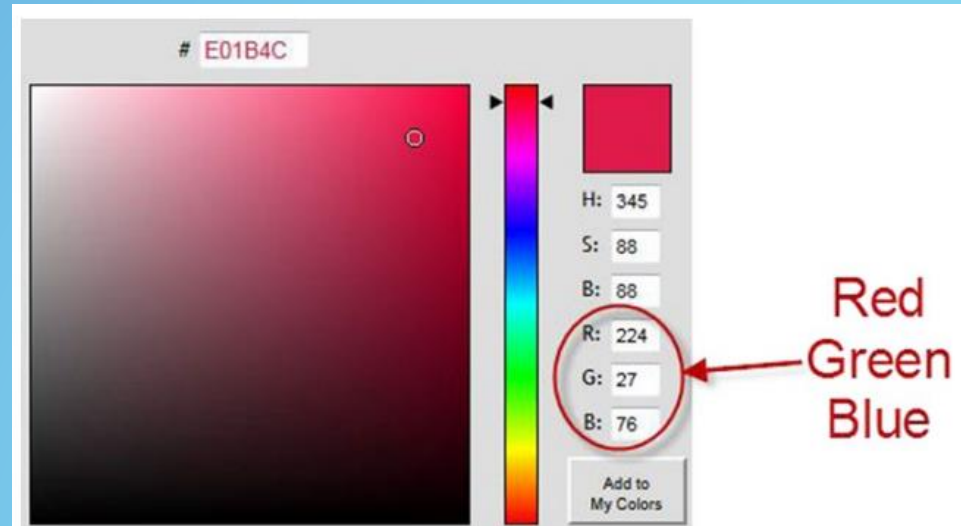 # E01B4C
H: 345
S: 88
B: 88
R: 224
G: 27
B: 76
Add to
My Colors
Red
Green
Blue